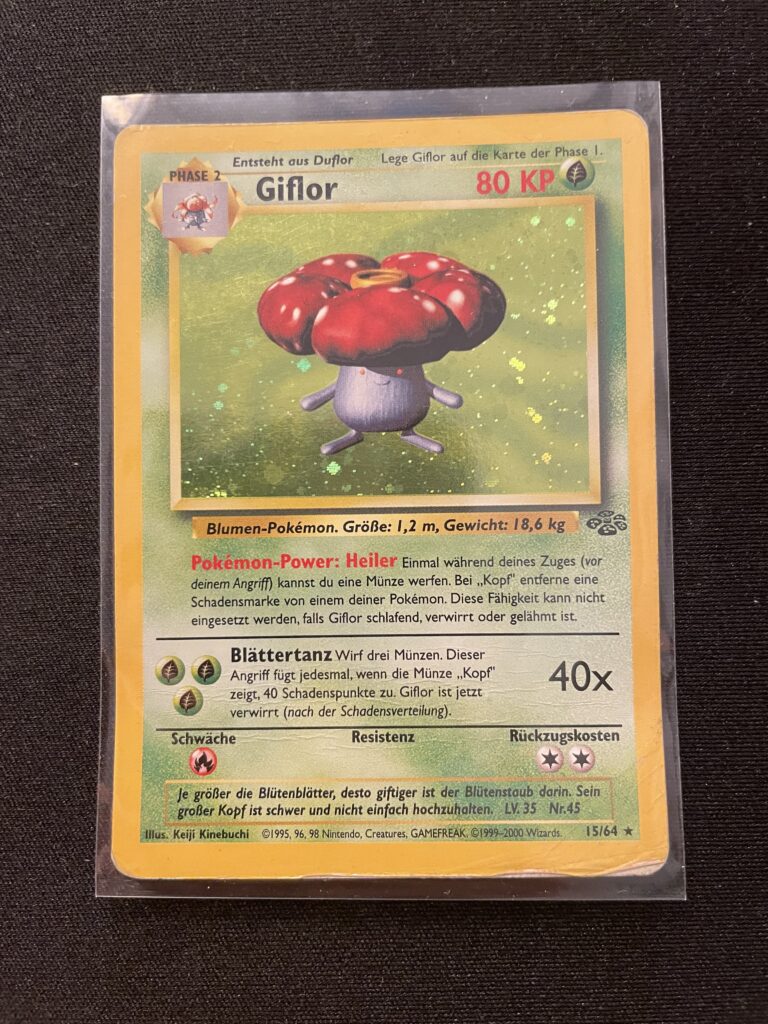 Entsteht aus Duflor Lege Giflor auf die Karte der Phase 1.
PHASE 2
Giflor 80 KP
Blumen-Pokémon. Größe: 1,2 m, Gewicht: 18,6 kg
Pokémon-Power: Heiler Einmal während deines Zuges (vor
deinem Angriff) kannst du eine Münze werfen. Bei „Kopf" entferne eine
Schadensmarke von einem deiner Pokémon. Diese Fähigkeit kann nicht
eingesetzt werden, falls Giflor schlafend, verwirrt oder gelähmt ist.
Blättertanz Wirf drei Münzen. Dieser
Angriff fügt jedesmal, wenn die Münze „Kopf"
zeigt, 40 Schadenspunkte zu. Giflor ist jetzt
verwirrt (nach der Schadensverteilung).
40x
Schwäche Resistenz Rückzugskosten
Je größer die Blütenblätter, desto giftiger ist der Blütenstaub darin. Sein
großer Kopf ist schwer und nicht einfach hochzuhalten. LV. 35 Nr. 45
Illus. Keiji Kinebuchi ©1995, 96, 98 Nintendo, Creatures, GAMEFREAK. ©1999–2000 Wizards. 15/64 ★